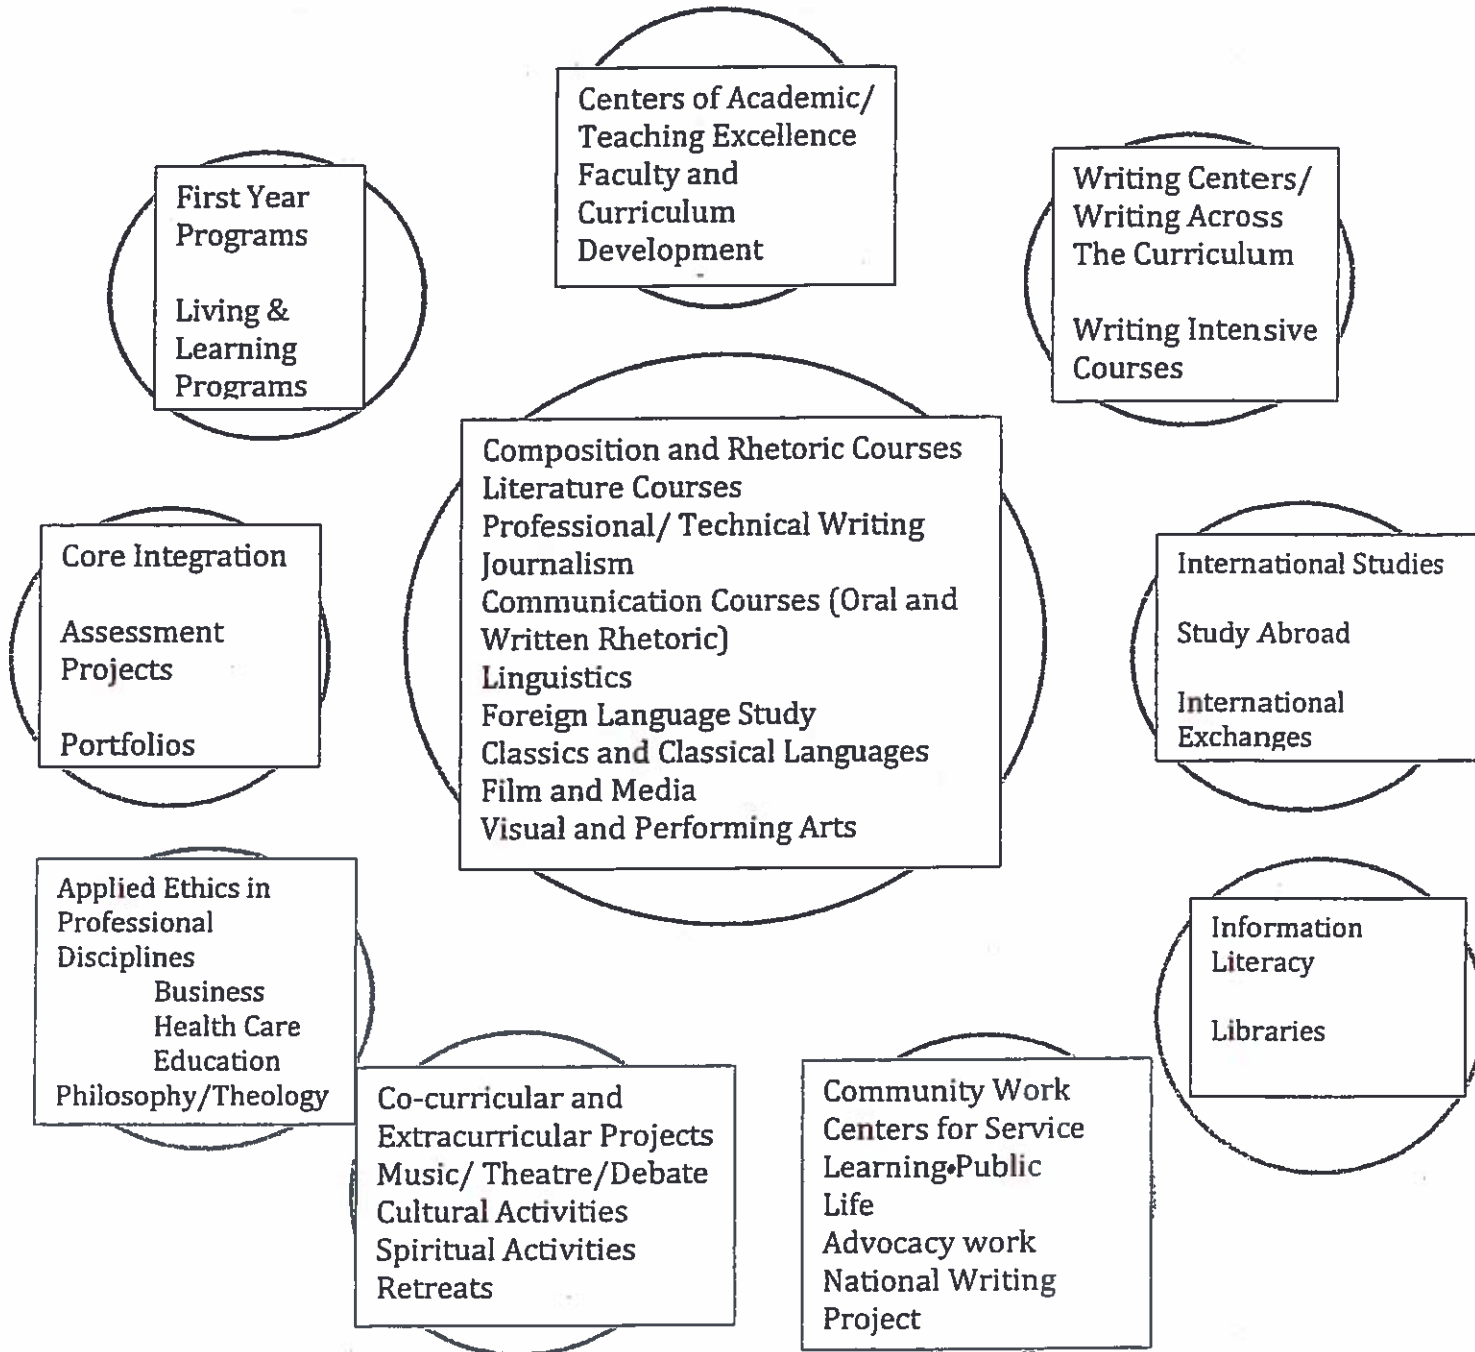 Centers of Academic/
Teaching Excellence
Faculty and
Curriculum
Development
First Year
Programs
Living &
Learning
Programs
Writing Centers/
Writing Across
The Curriculum
Writing Intensive
Courses
Composition and Rhetoric Courses
Literature Courses
Professional/ Technical Writing
Journalism
Communication Courses (Oral and
Written Rhetoric)
Linguistics
Foreign Language Study
Classics and Classical Languages
Film and Media
Visual and Performing Arts
Core Integration
Assessment
Projects
Portfolios
International Studies
Study Abroad
International
Exchanges
Applied Ethics in
Professional
Disciplines
Business
Health Care
Education
Philosophy/Theology
Information
Literacy
Libraries
Co-curricular and
Extracurricular Projects
Music/ Theatre/Debate
Cultural Activities
Spiritual Activities
Retreats
Community Work
Centers for Service
Learning•Public
Life
Advocacy work
National Writing
Project